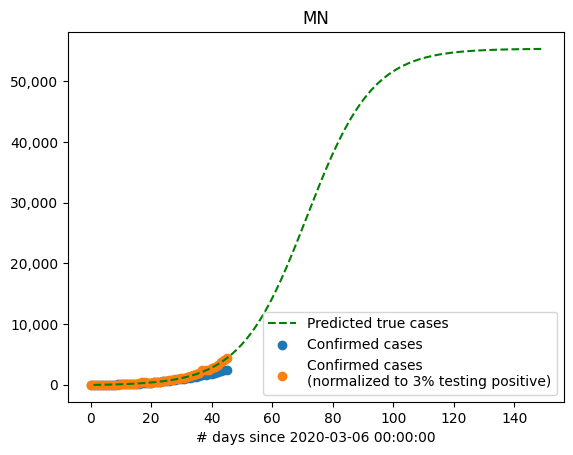 MN
50,000
40,000
30,000
20,000
10,000
0
Predicted true cases
Confirmed cases
Confirmed cases
(normalized to 3% testing positive)
0 20 40 60 80 100 120 140
# days since 2020-03-06 00:00:00